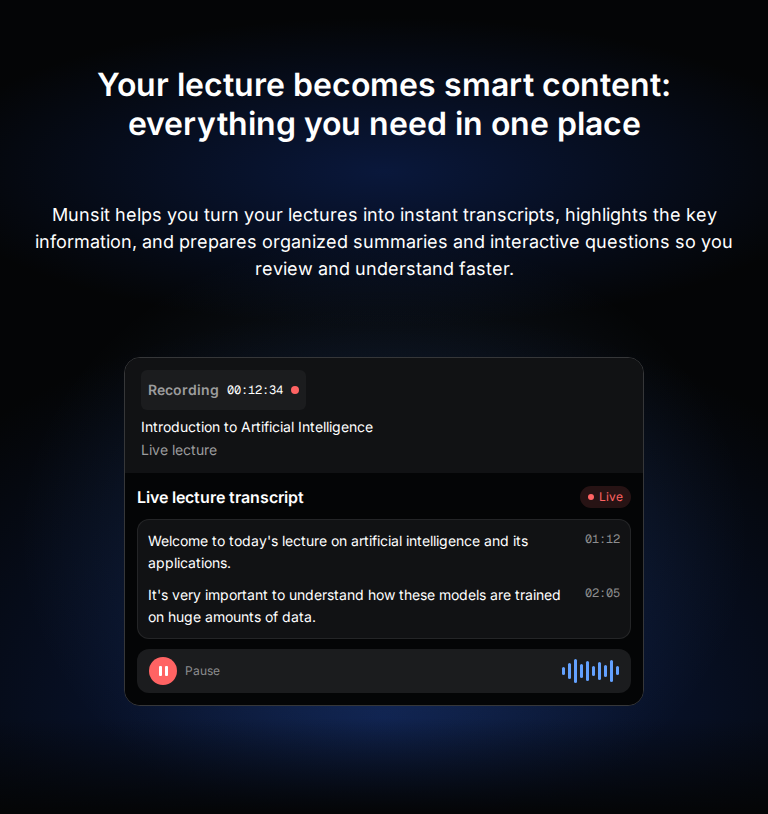 Your lecture becomes smart content:
everything you need in one place
Munsit helps you turn your lectures into instant transcripts, highlights the key
information, and prepares organized summaries and interactive questions so you
review and understand faster.
Recording 00:12:34
Introduction to Artificial Intelligence
Live lecture
Live lecture transcript
Live
Welcome to today's lecture on artificial intelligence and its 01:12
applications.
It's very important to understand how these models are trained 02:05
on huge amounts of data.
Pause